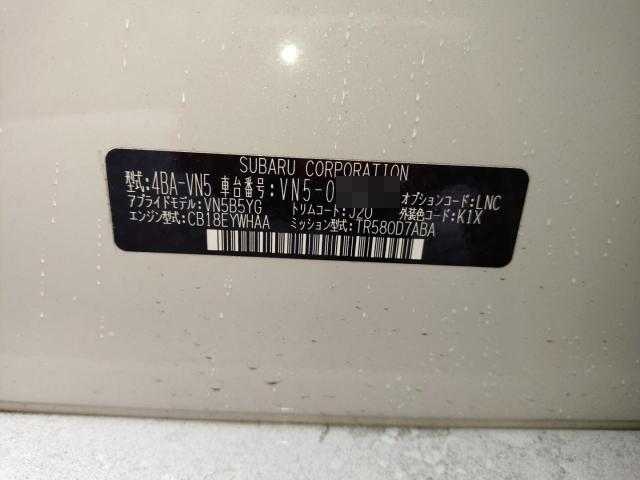 SUBARU CORPORATION
型式:4BA-VN5 車台番号:VN5-0 オプションコード:LNC
アプライドモデル:VN5B5YG トリムコート:J20 外装色コード:K1X
エンジン型式:CB18EYWHAA ミッション型式:TR580D7ABA